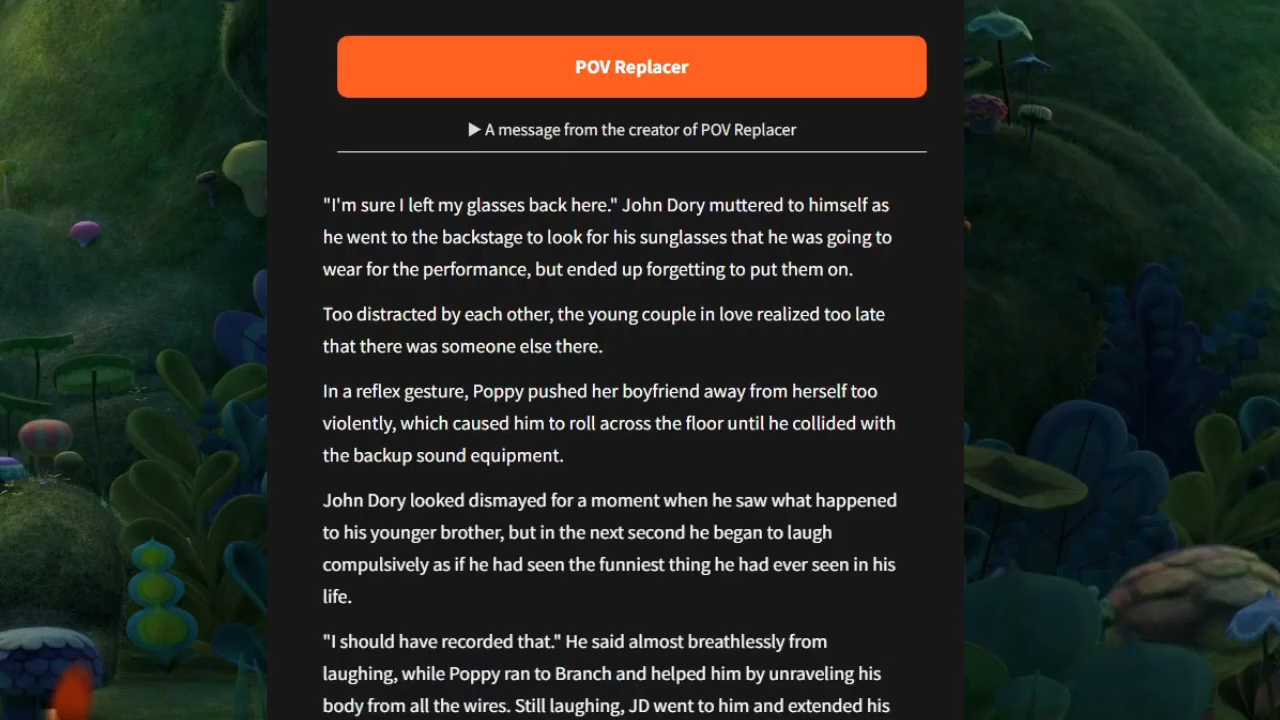 POV Replacer
▶ A message from the creator of POV Replacer
"I'm sure I left my glasses back here." John Dory muttered to himself as
he went to the backstage to look for his sunglasses that he was going to
wear for the performance, but ended up forgetting to put them on.
Too distracted by each other, the young couple in love realized too late
that there was someone else there.
In a reflex gesture, Poppy pushed her boyfriend away from herself too
violently, which caused him to roll across the floor until he collided with
the backup sound equipment.
John Dory looked dismayed for a moment when he saw what happened
to his younger brother, but in the next second he began to laugh
compulsively as if he had seen the funniest thing he had ever seen in his
life.
"I should have recorded that." He said almost breathlessly from
laughing, while Poppy ran to Branch and helped him by unraveling his
body from all the wires. Still laughing, JD went to him and extended his